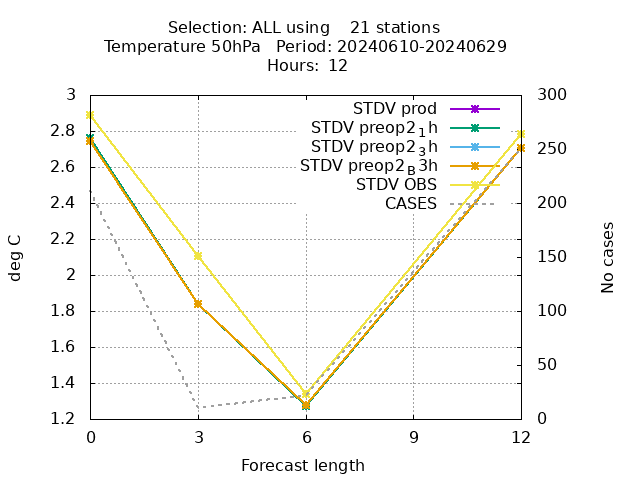 Selection: ALL using 21 stations
Temperature 50hPa Period: 20240610-20240629
Hours: 12
3
2.8
2.6
2.4
2.2
2
1.8
1.6
1.4
1.2
deg C
300
250
200
150
100
50
0
No cases
STDV prod
STDV preop2₁h
STDV preop2₃h
STDV preop2_B3h
STDV OBS
CASES
0 3 6 9 12
Forecast length